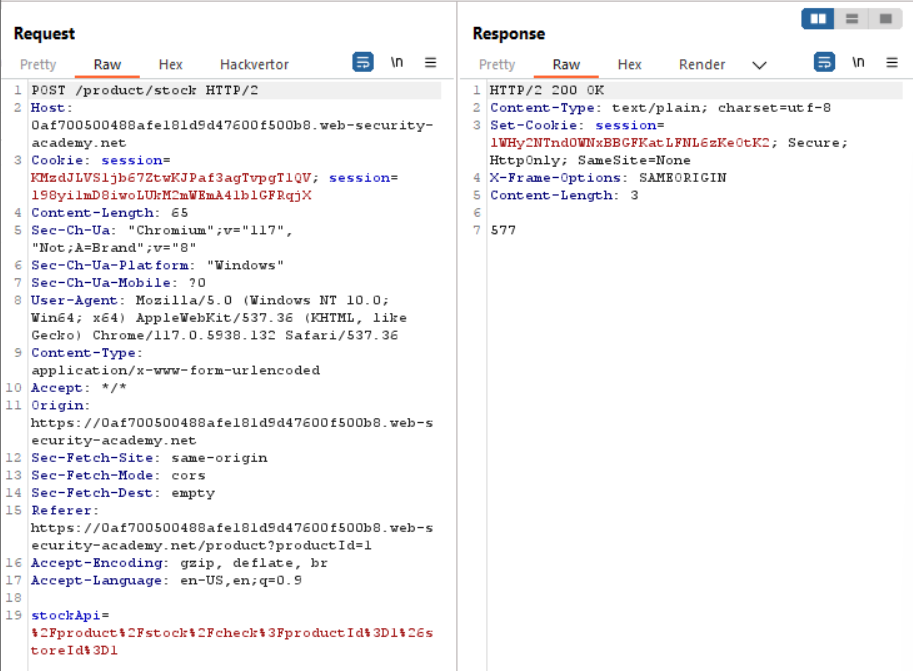 Request
Pretty Raw Hex Hackvertor \n
1 POST /product/stock HTTP/2
2 Host:
0af700500488afe181d9d47600f500b8.web-security-
academy.net
3 Cookie: session=
KMzdJLVS1jb67ZtwKJPaf3agTvpgT1QV; session=
198yi1mD8iwoLUkM2mWEmA41b1GFRqjX
4 Content-Length: 65
5 Sec-Ch-Ua: "Chromium";v="117",
"Not;A=Brand";v="8"
6 Sec-Ch-Ua-Platform: "Windows"
7 Sec-Ch-Ua-Mobile: ?0
8 User-Agent: Mozilla/5.0 (Windows NT 10.0;
Win64; x64) AppleWebKit/537.36 (KHTML, like
Gecko) Chrome/117.0.5938.132 Safari/537.36
9 Content-Type:
application/x-www-form-urlencoded
10 Accept: */*
11 Origin:
https://0af700500488afe181d9d47600f500b8.web-s
ecurity-academy.net
12 Sec-Fetch-Site: same-origin
13 Sec-Fetch-Mode: cors
14 Sec-Fetch-Dest: empty
15 Referer:
https://0af700500488afe181d9d47600f500b8.web-s
ecurity-academy.net/product?productId=1
16 Accept-Encoding: gzip, deflate, br
17 Accept-Language: en-US,en;q=0.9
18
19 stockApi=
%2Fproduct%2Fstock%2Fcheck%3FproductId%3D1%26s
toreId%3D1
Response
Pretty Raw Hex Render \n
1 HTTP/2 200 OK
2 Content-Type: text/plain; charset=utf-8
3 Set-Cookie: session=
1WHy2NTnd0WNxBBGFKatLFNL6zKe0tK2; Secure;
HttpOnly; SameSite=None
4 X-Frame-Options: SAMEORIGIN
5 Content-Length: 3
6
7 577